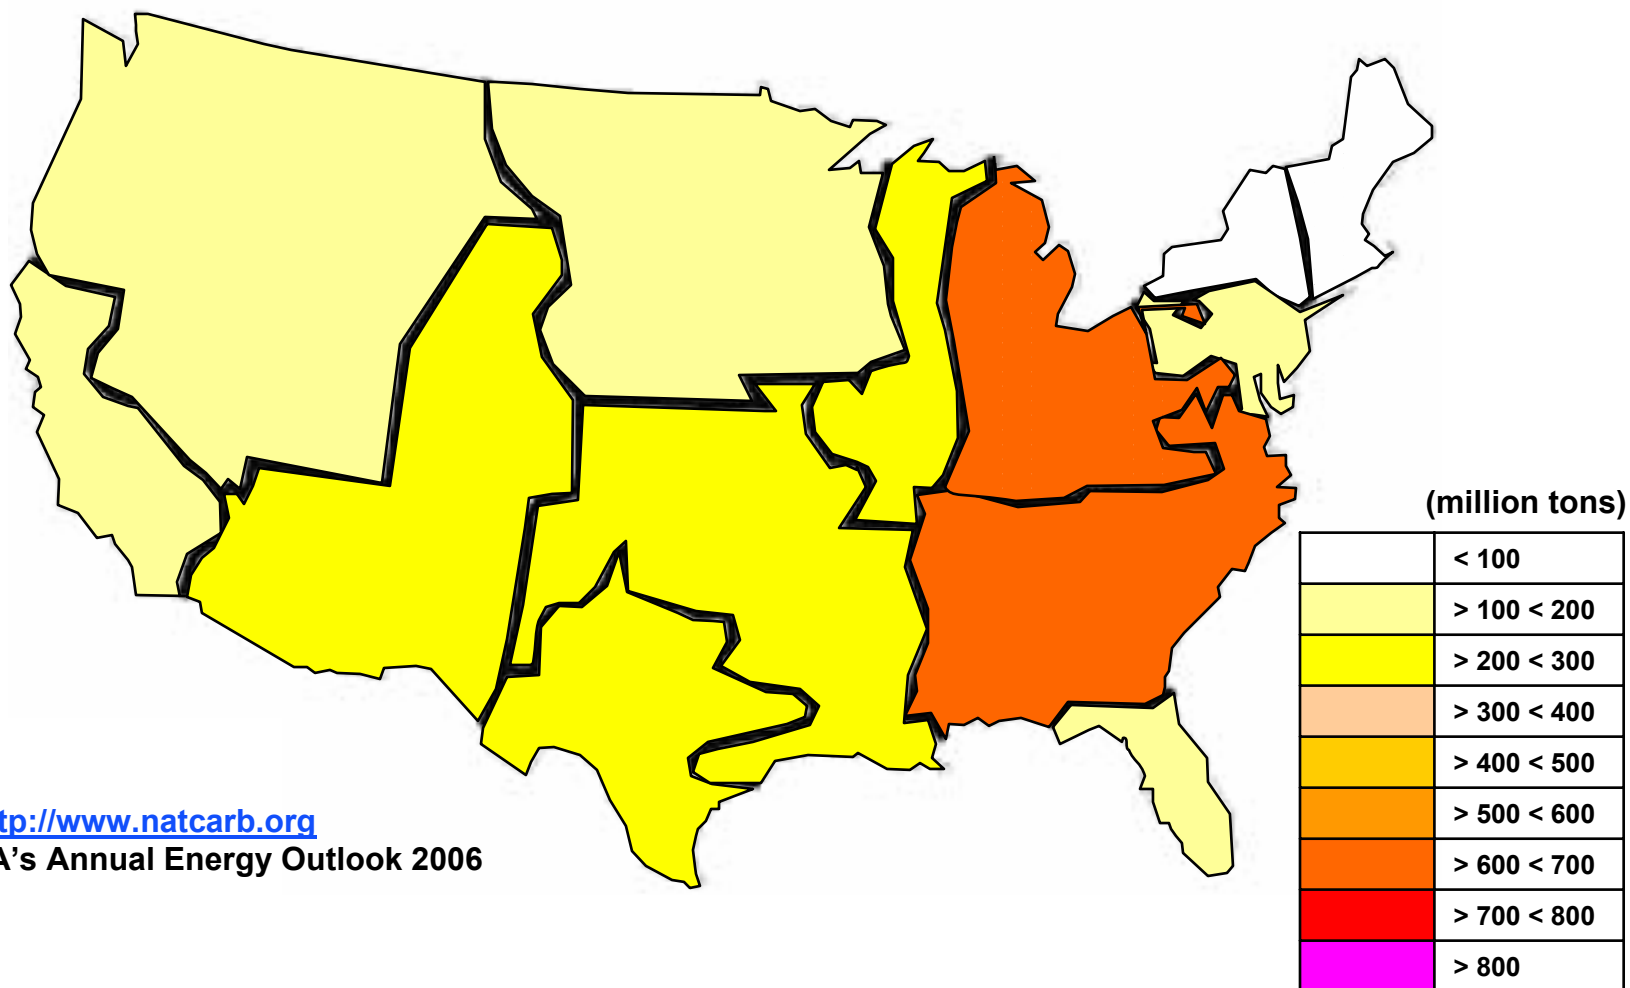 (million tons)
< 100
> 100 < 200
> 200 < 300
> 300 < 400
> 400 < 500
> 500 < 600
> 600 < 700
> 700 < 800
> 800
tp://www.natcarb.org
A’s Annual Energy Outlook 2006